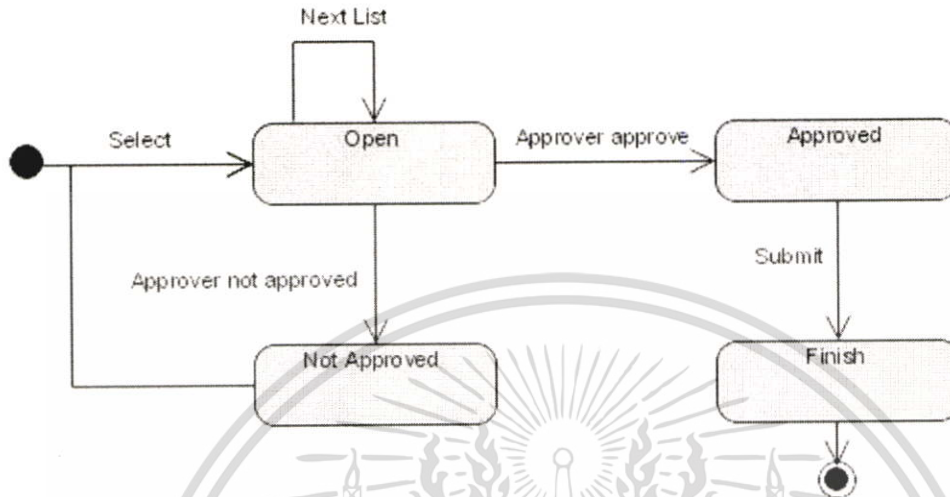 Next List
Select
Open
Approver approve
Approved
Approver not approved
Submit
Not Approved
Finish